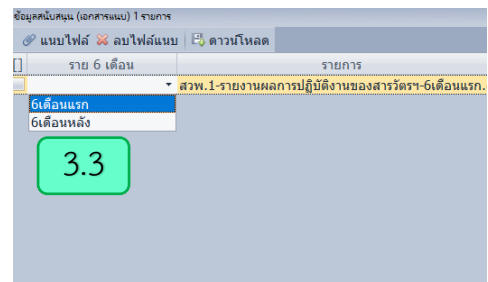 ข้อมูลสนับสนุน (เอกสารแนบ) 1 รายการ
แนบไฟล์ ลบไฟล์แนบ ดาวน์โหลด
[] ราย 6 เดือน รายการ
สวพ.1-รายงานผลการปฏิบัติงานของสารวัตรฯ-6เดือนแรก.
6เดือนแรก
6เดือนหลัง
3.3